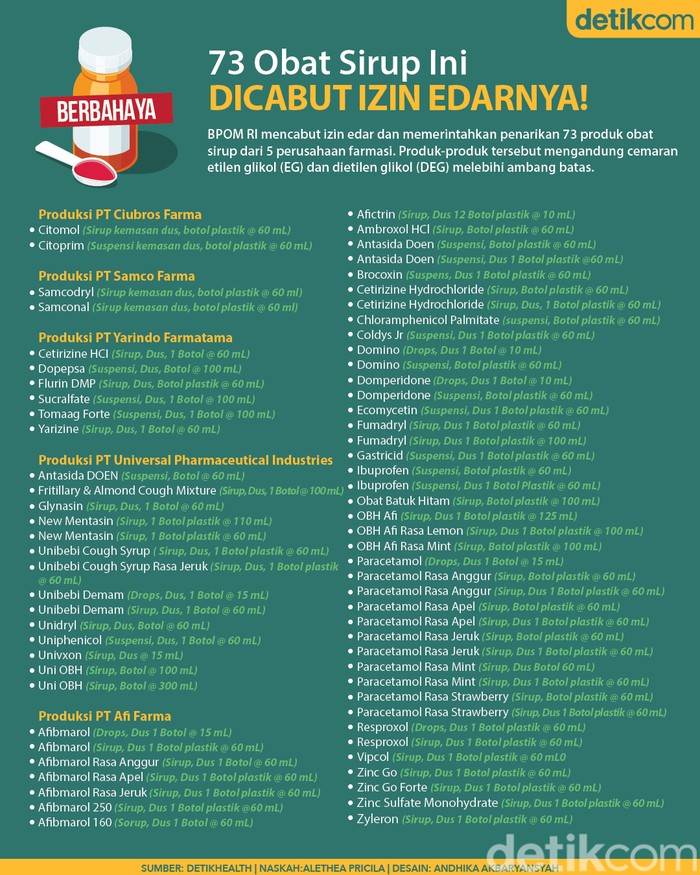 detikcom
BERBAHAYA
73 Obat Sirup Ini
DICABUT IZIN EDARNYA!
BPOM RI mencabut izin edar dan memerintahkan penarikan 73 produk obat
sirup dari 5 perusahaan farmasi. Produk-produk tersebut mengandung cemaran
etilen glikol (EG) dan dietilen glikol (DEG) melebihi ambang batas.
Produksi PT Ciubros Farma
• Citomol (Sirup kemasan dus, botol plastik @ 60 mL)
• Citoprim (Suspensi kemasan dus, botol plastik @ 60 mL)
Produksi PT Samco Farma
• Samcodryl (Sirup kemasan dus, botol plastik @ 60 ml)
• Samconal (Sirup kemasan dus, botol plastik @ 60 ml)
Produksi PT Yarindo Farmatama
• Cetirizine HCI (Sirup, Dus, 1 Botol @ 60 mL)
• Dopepsa (Suspensi, Dus, Botol @ 100 mL)
• Flurin DMP (Sirup, Dus, Botol plastik @ 60 mL)
• Sucralfate (Suspensi, Dus, 1 Botol @ 100 mL)
• Tomaag Forte (Suspensi, Dus, 1 Botol @ 100 mL)
• Yarizine (Sirup, Dus, 1 Botol @ 60 mL)
Produksi PT Universal Pharmaceutical Industries
• Antasida DOEN (Suspensi, Botol @ 60 mL)
• Fritillary & Almond Cough Mixture (Sirup, Dus, 1 Botol @ 100 mL)
• Glynasin (Sirup, Dus, 1 Botol @ 60 mL)
• New Mentasin (Sirup, 1 Botol plastik @ 110 mL)
• New Mentasin (Sirup, 1 Botol plastik @ 60 mL)
• Unibebi Cough Syrup ( Sirup, Dus, 1 Botol plastik @ 60 mL)
• Unibebi Cough Syrup Rasa Jeruk (Sirup, Dus, 1 Botol plastik
@ 60 mL)
• Unibebi Demam (Drops, Dus, 1 Botol @ 15 mL)
• Unibebi Demam (Sirup, Dus, 1 Botol @ 60 mL)
• Unidryl (Sirup, Dus, Botol @ 60 mL)
• Uniphenicol (Suspensi, Dus, 1 Botol @ 60 mL)
• Univxon (Sirup, Dus @ 15 mL)
• Uni OBH (Sirup, Botol @ 100 mL)
• Uni OBH (Sirup, Botol @ 300 mL)
Produksi PT Afi Farma
• Afibmarol (Drops, Dus 1 Botol @ 15 mL)
• Afibmarol (Sirup, Dus 1 Botol plastik @ 60 mL)
• Afibmarol Rasa Anggur (Sirup, Dus 1 Botol plastik @ 60 mL)
• Afibmarol Rasa Apel (Sirup, Dus 1 Botol plastik @ 60 mL)
• Afibmarol Rasa Jeruk (Sirup, Dus 1 Botol plastik @ 60 mL)
• Afibmarol 250 (Sirup, Dus 1 Botol plastik @60 mL)
• Afibmarol 160 (Sorup, Dus 1 Botol plastik @ 60 mL)
• Afictrin (Sirup, Dus 12 Botol plastik @ 10 mL)
• Ambroxol HCl (Sirup, Botol plastik @ 60 mL)
• Antasida Doen (Suspensi, Botol plastik @ 60 mL)
• Antasida Doen (Suspensi, Dus 1 Botol plastik @60 mL)
• Brocoxin (Suspens, Dus 1 Botol plastik @ 60 mL)
• Cetirizine Hydrochloride (Sirup, Botol plastik @ 60 mL)
• Cetirizine Hydrochloride (Sirup, Dus, 1 Botol plastik @ 60 mL)
• Chloramphenicol Palmitate (suspensi, Botol plastik @ 60 mL)
• Coldys Jr (Suspensi, Dus 1 Botol plastik @ 60 mL)
• Domino (Drops, Dus 1 Botol @ 10 mL)
• Domino (Suspensi, Botol plastik @ 60 mL)
• Domperidone (Drops, Dus 1 Botol @ 10 mL)
• Domperidone (Suspensi, Botol plastik @ 60 mL)
• Ecomycetin (Suspensi, Dus 1 Botol plastik @ 60 mL)
• Fumadryl (Sirup, Dus 1 Botol plastik @ 60 mL)
• Fumadryl (Sirup, Dus 1 Botol plastik @ 100 mL)
• Gastricid (Suspensi, Dus 1 Botol plastik @ 60 mL)
• Ibuprofen (Suspensi, Botol plastik @ 60 mL)
• Ibuprofen (Suspensi, Dus 1 Botol Plastik @ 60 mL)
• Obat Batuk Hitam (Sirup, Botol plastik @ 100 mL)
• OBH Afi (Sirup, Dus 1 Botol plastik @ 125 mL)
• OBH Afi Rasa Lemon (Sirup, Dus 1 Botol plastik @ 100 mL)
• OBH Afi Rasa Mint (Sirup, Botol plastik @ 100 mL)
• Paracetamol (Drops, Dus 1 Botol @ 15 mL)
• Paracetamol Rasa Anggur (Sirup, Botol plastik @ 60 mL)
• Paracetamol Rasa Anggur (Sirup, Dus 1 Botol plastik @ 60 mL)
• Paracetamol Rasa Apel (Sirup, Botol plastik @ 60 mL)
• Paracetamol Rasa Apel (Sirup, Dus 1 Botol plastik @ 60 mL)
• Paracetamol Rasa Jeruk (Sirup, Botol plastik @ 60 mL)
• Paracetamol Rasa Jeruk (Sirup, Dus 1 Botol plastik @ 60 mL)
• Paracetamol Rasa Mint (Sirup, Dus Botol 60 mL)
• Paracetamol Rasa Mint (Sirup, Dus 1 Botol plastik @ 60 mL)
• Paracetamol Rasa Strawberry (Sirup, Botol plastik @ 60 mL)
• Paracetamol Rasa Strawberry (Sirup, Dus 1 Botol plastik @ 60 mL)
• Resproxol (Drops, Dus 1 Botol plastik @ 60 mL)
• Resproxol (Sirup, Dus 1 Botol plastik @ 60 mL)
• Vipcol (Sirup, Dus 1 Botol plastik @ 60 mL0
• Zinc Go (Sirup, Dus 1 Botol plastik @ 60 mL)
• Zinc Go Forte (Sirup, Dus 1 Botol plastik @ 60 mL)
• Zinc Sulfate Monohydrate (Sirup, Dus 1 Botol plastik @ 60 mL)
• Zyleron (Sirup, Dus 1 Botol plastik @ 60 mL)
detikcom
SUMBER: DETIKHEALTH | NASKAH:ALETHEA PRICILA | DESAIN: ANDHIKA AKBARYANSYAH